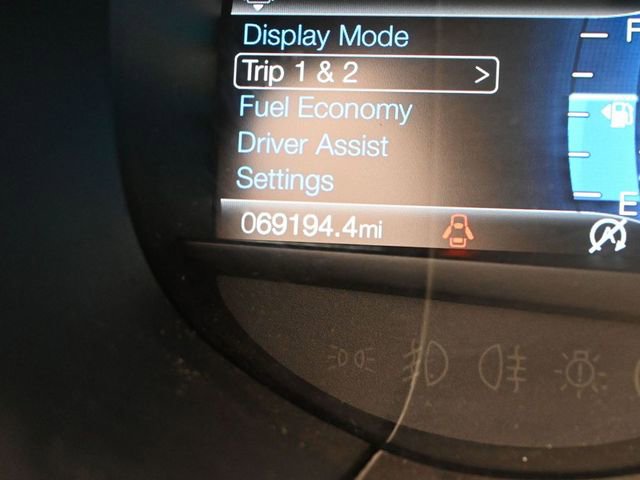 Display Mode
Trip 1 & 2 >
F
Fuel Economy
Driver Assist
Settings
E
069194.4mi